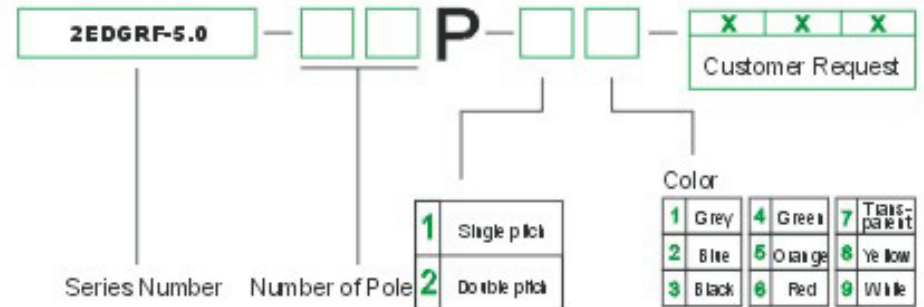 2EDGRF-5.0 – P – – X X X
Customer Request
Color
1 Grey 4 Green 7 Trans-
parent
1 Single pitch
2 Blue 5 Orange 8 Yellow
Series Number Number of Pole 2 Double pitch
3 Black 6 Red 9 While